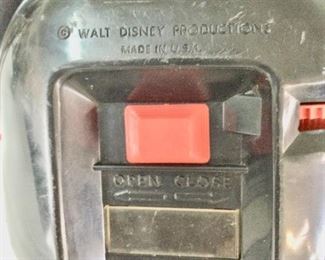 © WALT DISNEY PRODUCTIONS
MADE IN U.S.A.
OPEN CLOSE